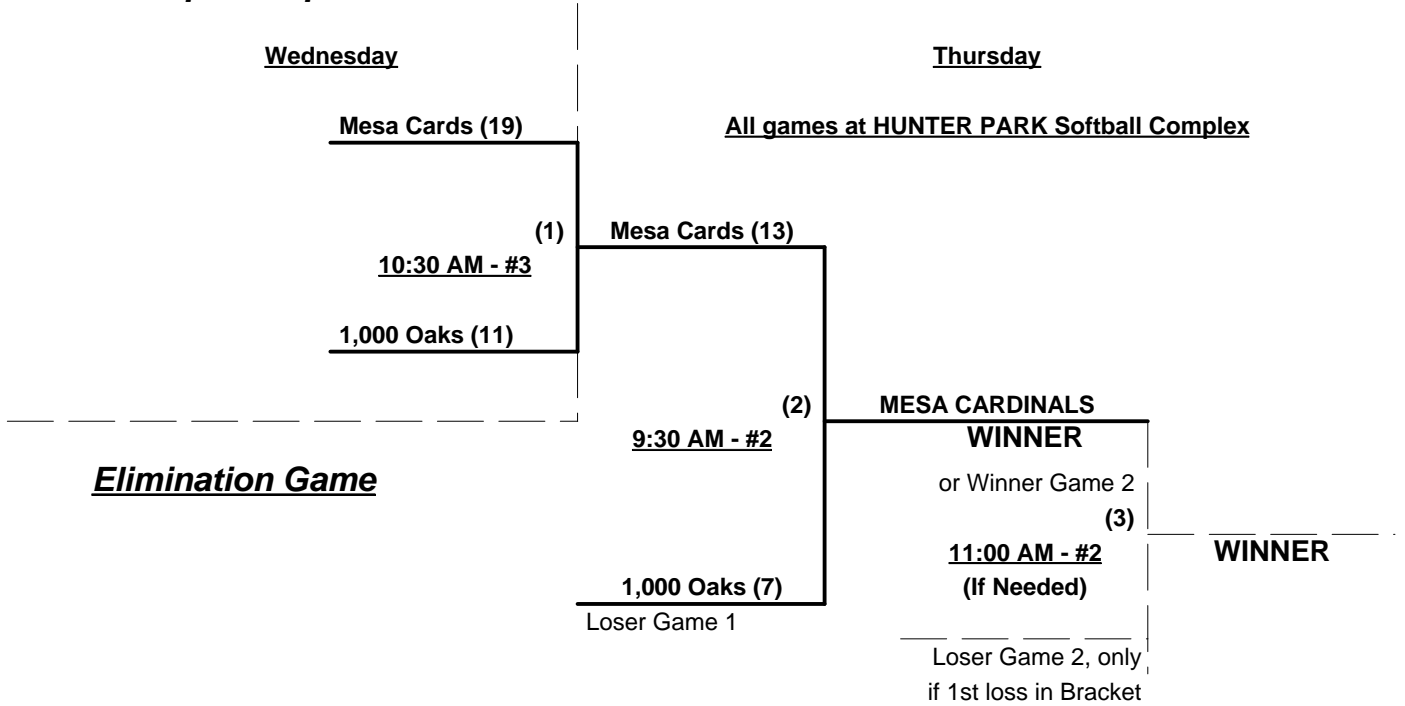 Wednesday
Thursday
Mesa Cards (19)
All games at HUNTER PARK Softball Complex
(1)
Mesa Cards (13)
10:30 AM - #3
1,000 Oaks (11)
(2)
MESA CARDINALS
9:30 AM - #2
WINNER
Elimination Game
or Winner Game 2
(3)
11:00 AM - #2
WINNER
(If Needed)
1,000 Oaks (7)
Loser Game 1
Loser Game 2, only
if 1st loss in Bracket